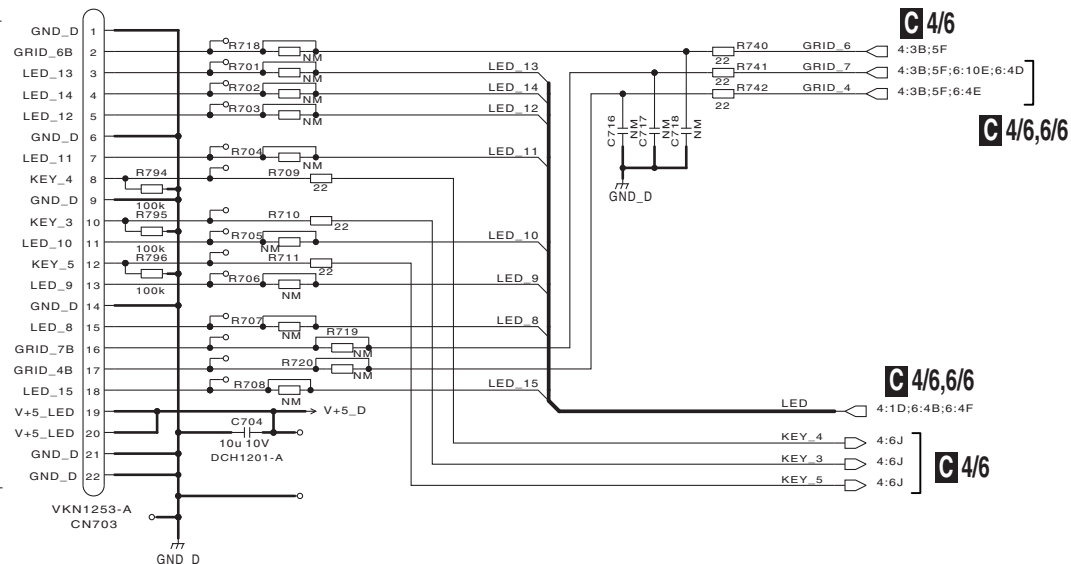 C 4/6
GND_D 1
GRID_6B 2 R718 NM R740 22 GRID_6 4:3B;5F
LED_13 3 R701 NM LED_13 R741 22 GRID_7 4:3B;5F;6:10E;6:4D
LED_14 4 R702 NM LED_14 R742 22 GRID_4 4:3B;5F;6:4E
LED_12 5 R703 NM LED_12
C716 NM C717 NM C718 NM
C 4/6,6/6
GND_D 6
LED_11 7 R704 NM LED_11
KEY_4 8 R794 100k R709 22
GND_D
GND_D 9
KEY_3 10 R795 100k R710 22
LED_10 11 R705 NM LED_10
KEY_5 12 R796 100k R711 22
LED_9 13 R706 NM LED_9
GND_D 14
LED_8 15 R707 NM LED_8
GRID_7B 16 R719 NM
GRID_4B 17 R720 NM
LED_15 18 R708 NM LED_15
C 4/6,6/6
V+5_LED 19 V+5_D LED 4:1D;6:4B;6:4F
V+5_LED 20 C704 10u 10V DCH1201-A
KEY_4 4:6J
GND_D 21 KEY_3 4:6J
C 4/6
GND_D 22 KEY_5 4:6J
VKN1253-A
CN703
GND_D